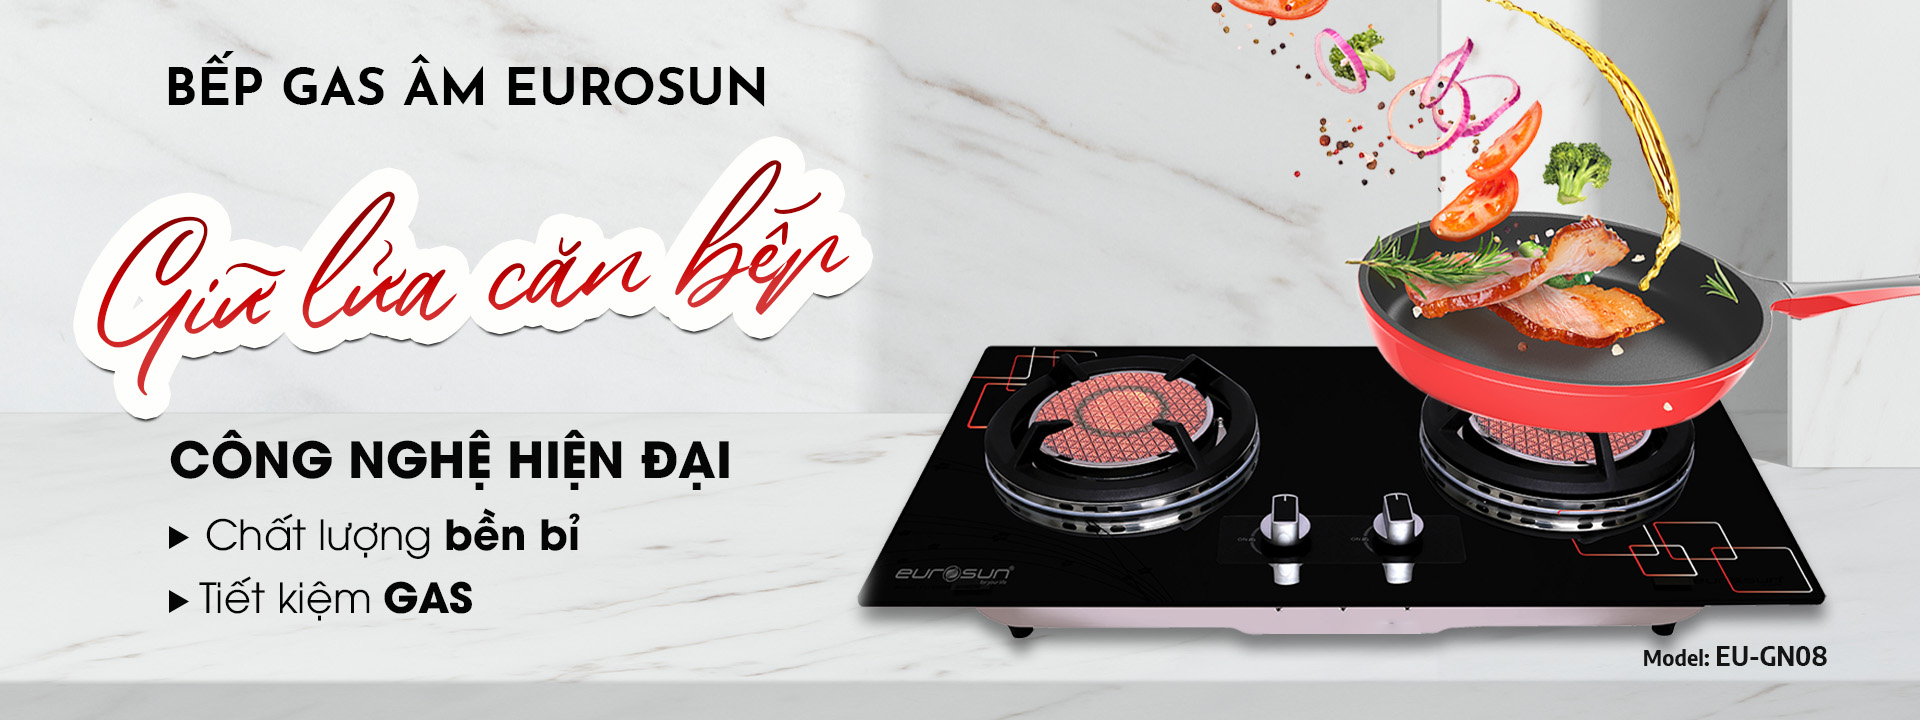 BẾP GAS ÂM EUROSUN
Giữ lửa căn bếp
CÔNG NGHỆ HIỆN ĐẠI
Chất lượng bền bỉ
Tiết kiệm GAS
eurosun
Model: EU-GN08